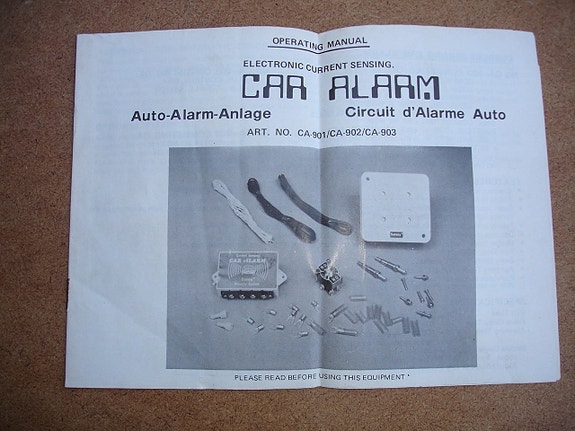 OPERATING MANUAL
ELECTRONIC CURRENT SENSING.
CAR ALARM
Auto-Alarm-Anlage Circuit d'Alarme Auto
ART. NO. CA-901/CA-902/CA-903
CAR ALARM
PLEASE READ BEFORE USING THIS EQUIPMENT